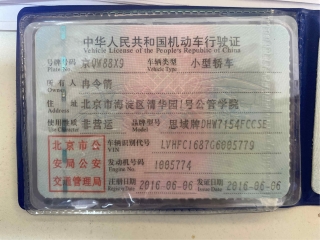 中华人民共和国机动车行驶证
Vehicle License of the People's Republic of China
号牌号码 京QW88X9 车辆类型 小型轿车
Plate No. Vehicle Type
所有人 冉令箭
Owner
住址 北京市海淀区清华园1号公管学院
使用性质 非营运 品牌型号 思域牌DHW7154FCCSE
Use Character Model
北京市公 车辆识别代号 LVHFC1687G6005779
VIN
安局公安 发动机号码 1005774
交通管理局 注册日期 2016-06-06 发证日期 2016-06-06
Register Date Issue Date